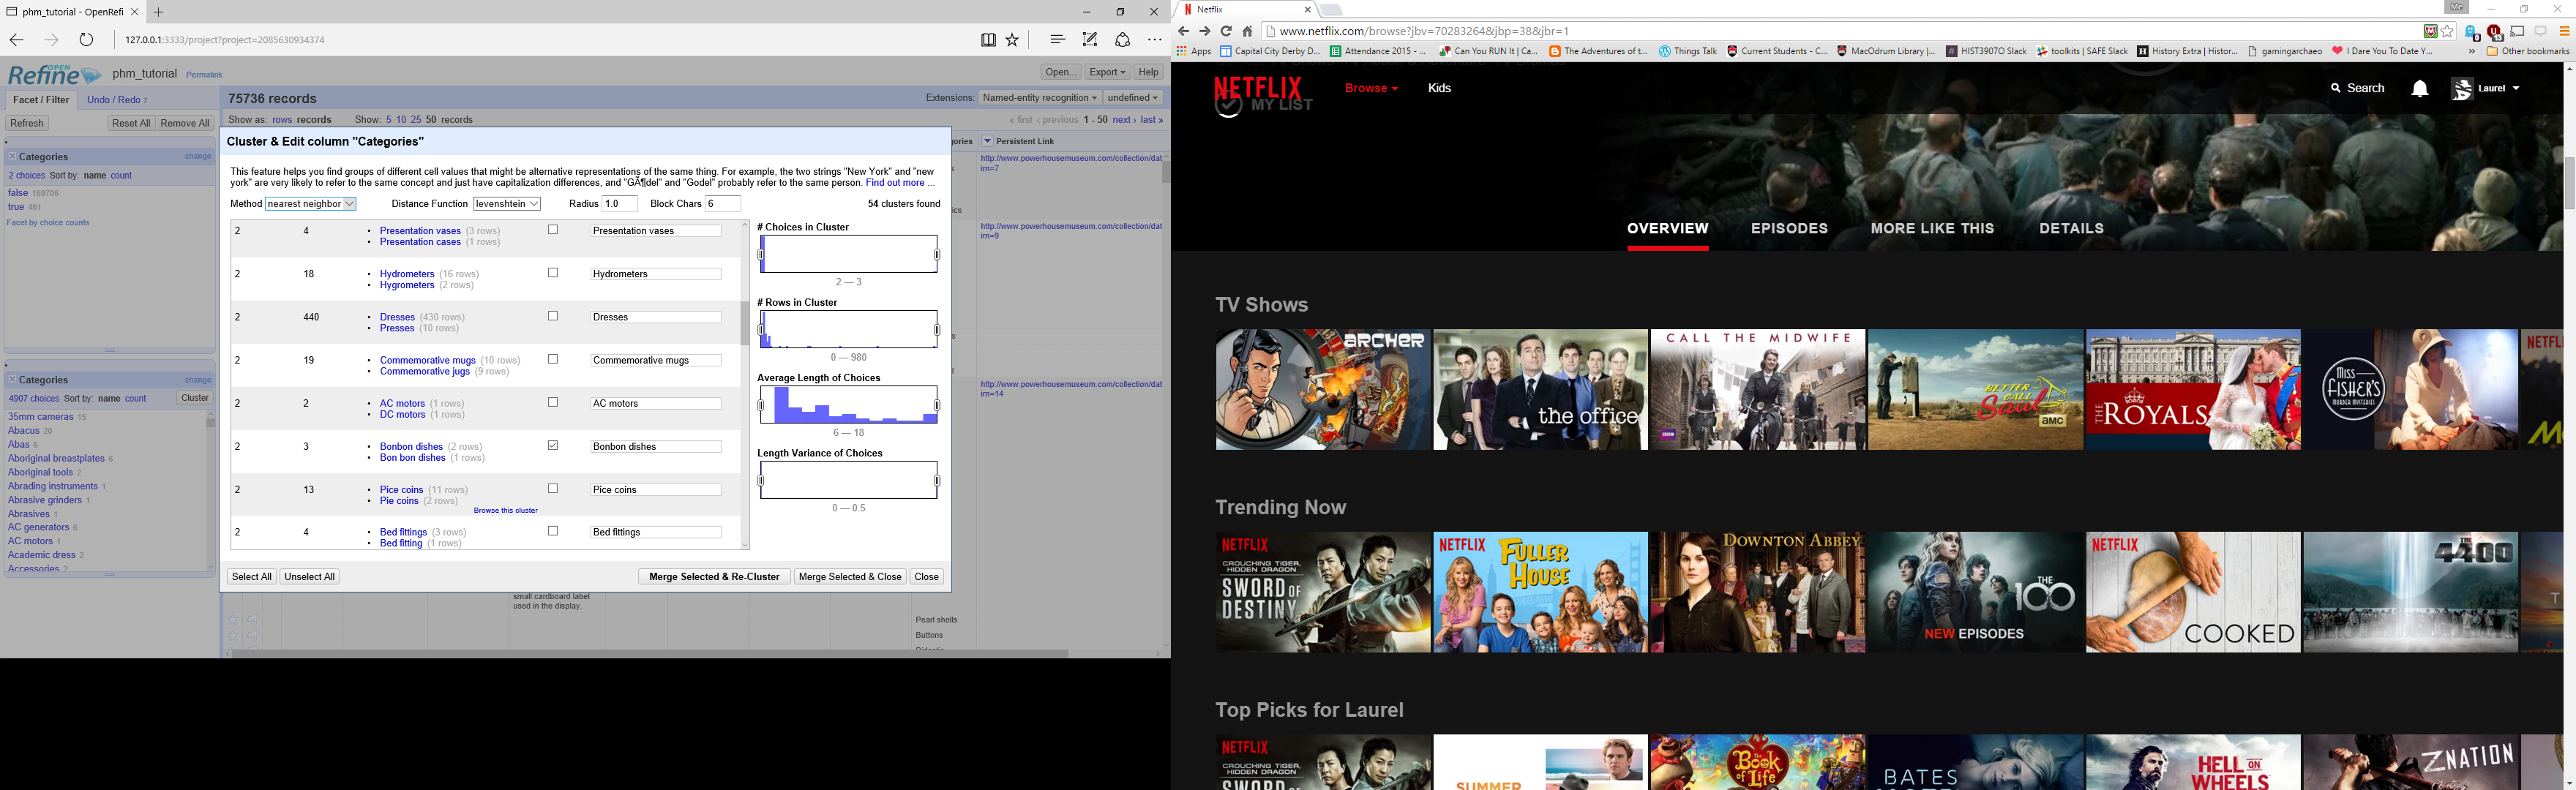 phm_tutorial - OpenRefi
127.0.0.1:3333/project?project=2085630934374
OPEN
Refine
phm_tutorial Permalink
Open... Export Help
Facet / Filter Undo / Redo 7
Refresh Reset All Remove All
Categories change
2 choices Sort by: name count
false 169706
true 461
Facet by choice counts
Categories change
4907 choices Sort by: name count Cluster
35mm cameras 15
Abacus 20
Abas 6
Aboriginal breastplates 6
Aboriginal tools 2
Abrading instruments 1
Abrasive grinders 1
Abrasives 1
AC generators 6
AC motors 1
Academic dress 2
Accessories 2
75736 records
Extensions: Named-entity recognition undefined
Show as: rows records Show: 5 10 25 50 records
« first ‹ previous 1 - 50 next › last »
ories Persistent Link
http://www.powerhousemuseum.com/collection/dat
irn=7
ics
http://www.powerhousemuseum.com/collection/dat
irn=9
http://www.powerhousemuseum.com/collection/dat
irn=14
Cluster & Edit column "Categories"
This feature helps you find groups of different cell values that might be alternative representations of the same thing. For example, the two strings "New York" and "new
york" are very likely to refer to the same concept and just have capitalization differences, and "GÃ¶del" and "Godel" probably refer to the same person. Find out more ...
Method nearest neighbor Distance Function levenshtein Radius 1.0 Block Chars 6 54 clusters found
2 4 Presentation vases (3 rows) Presentation vases
Presentation cases (1 rows)
2 18 Hydrometers (16 rows) Hydrometers
Hygrometers (2 rows)
2 440 Dresses (430 rows) Dresses
Presses (10 rows)
2 19 Commemorative mugs (10 rows) Commemorative mugs
Commemorative jugs (9 rows)
2 2 AC motors (1 rows) AC motors
DC motors (1 rows)
2 3 Bonbon dishes (2 rows) Bonbon dishes
Bon bon dishes (1 rows)
2 13 Pice coins (11 rows) Pice coins
Pie coins (2 rows)
Browse this cluster
2 4 Bed fittings (3 rows) Bed fittings
Bed fitting (1 rows)
# Choices in Cluster
2 — 3
# Rows in Cluster
0 — 980
Average Length of Choices
6 — 18
Length Variance of Choices
0 — 0.5
Select All Unselect All Merge Selected & Re-Cluster Merge Selected & Close Close
small cardboard label
used in the display.
Pearl shells
Buttons
Netflix
Me
www.netflix.com/browse?jbv=70283264&jbp=38&jbr=1
Apps Capital City Derby D... Attendance 2015 - ... Can You RUN It | Ca... The Adventures of t... Things Talk Current Students - C... MacOdrum Library |... HIST3907O Slack toolkits | SAFE Slack History Extra | Histor... gamingarchaeo I Dare You To Date Y... » Other bookmarks
NETFLIX Browse Kids Search Laurel
MY LIST
OVERVIEW EPISODES MORE LIKE THIS DETAILS
TV Shows
ARCHER
the office
CALL THE MIDWIFE
BBC
BETTER CALL Saul
amc
THE ROYALS
MISS FISHER'S MURDER MYSTERIES
NETFLI
Trending Now
NETFLIX
CROUCHING TIGER,
HIDDEN DRAGON
SWORD OF
DESTINY
NETFLIX
FULLER
HOUSE
DOWNTON ABBEY
THE
100
NEW EPISODES
NETFLIX
COOKED
THE
4400
T
Top Picks for Laurel
NETFLIX
CROUCHING TIGER,
HIDDEN DRAGON
SWORD OF
SUMMER
The Book
of Life
BATES
HELL
ON
WHEELS
Z NATION